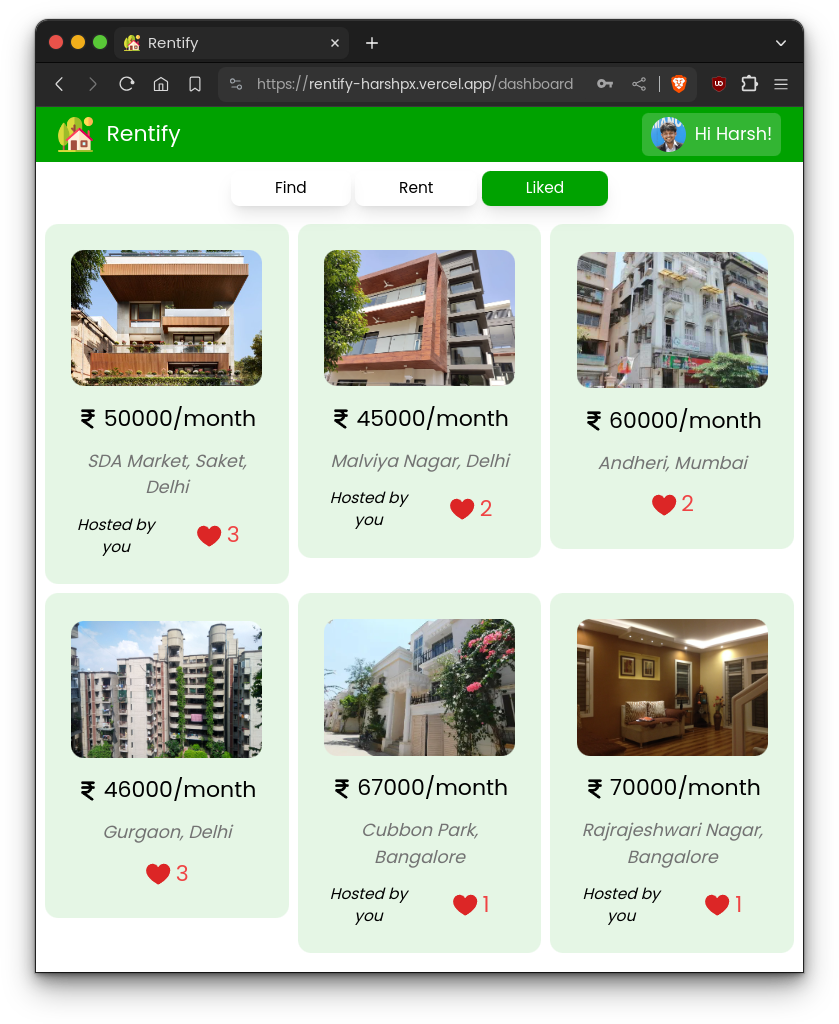 Rentify
https://rentify-harshpx.vercel.app/dashboard
Rentify
Hi Harsh!
Find
Rent
Liked
₹ 50000/month
SDA Market, Saket,
Delhi
Hosted by
you
3
₹ 45000/month
Malviya Nagar, Delhi
Hosted by
you
2
₹ 60000/month
Andheri, Mumbai
2
₹ 46000/month
Gurgaon, Delhi
3
₹ 67000/month
Cubbon Park,
Bangalore
Hosted by
you
1
₹ 70000/month
Rajrajeshwari Nagar,
Bangalore
Hosted by
you
1